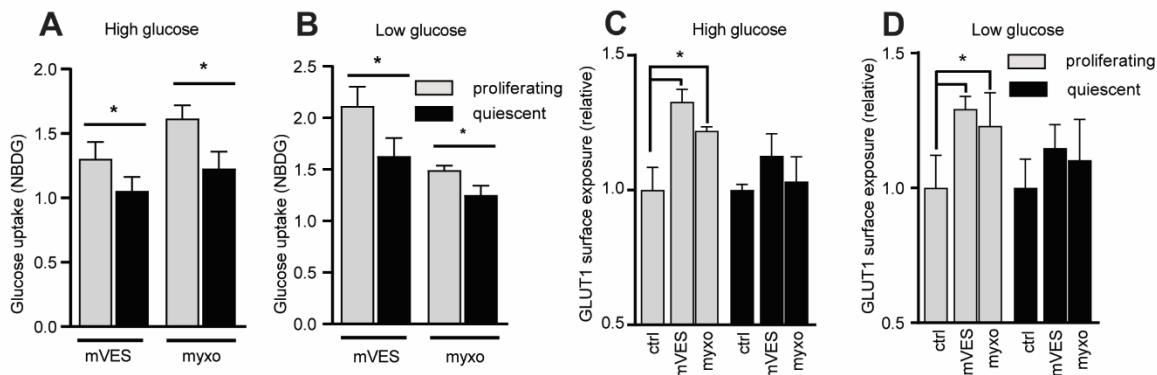 A
High glucose
Glucose uptake (NBDG)
2.0
1.5
1.0
0.5
0.0
*
*
mVES
myxo
B
Low glucose
Glucose uptake (NBDG)
2.5
2.0
1.5
1.0
0.5
0.0
*
*
proliferating
quiescent
mVES
myxo
C
High glucose
GLUT1 surface exposure (relative)
1.5
1.0
0.5
*
ctrl
mVES
myxo
ctrl
mVES
myxo
D
Low glucose
GLUT1 surface exposure (relative)
1.5
1.0
0.5
*
proliferating
quiescent
ctrl
mVES
myxo
ctrl
mVES
myxo